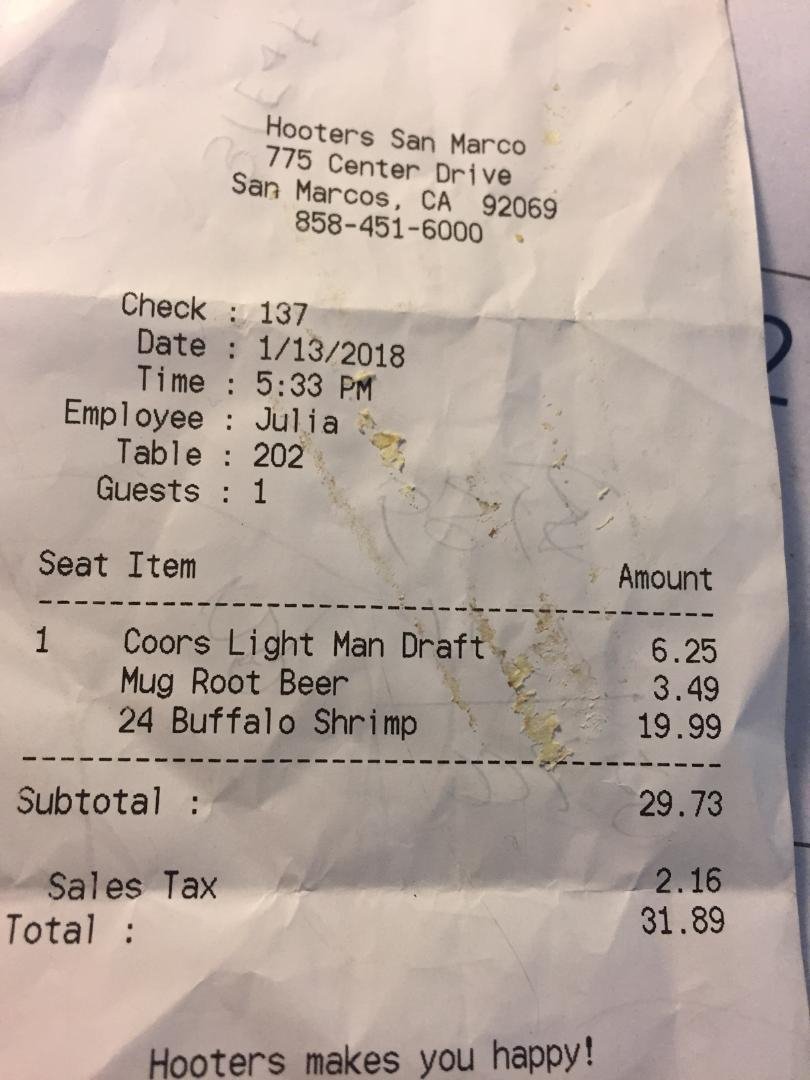 Hooters San Marco
775 Center Drive
San Marcos, CA 92069
858-451-6000
Check : 137
Date : 1/13/2018
Time : 5:33 PM
Employee : Julia
Table : 202
Guests : 1
Seat Item Amount
1 Coors Light Man Draft 6.25
Mug Root Beer 3.49
24 Buffalo Shrimp 19.99
Subtotal : 29.73
Sales Tax 2.16
Total : 31.89
Hooters makes you happy!
2